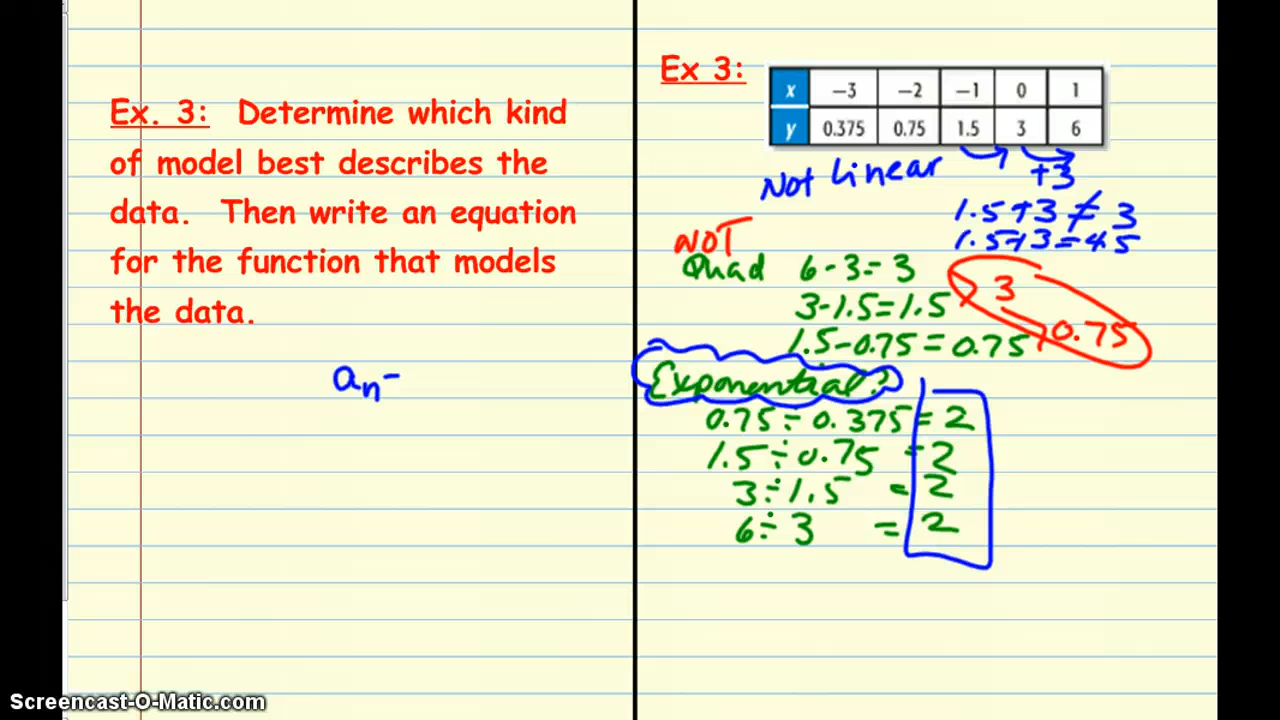 Ex. 3: Determine which kind
of model best describes the
data. Then write an equation
for the function that models
the data.
an=
Ex 3:
x -3 -2 -1 0 1
y 0.375 0.75 1.5 3 6
+3
Not Linear
1.5+3 ≠ 3
1.5+3=4.5
NOT
Quad 6-3=3
3-1.5=1.5
3
1.5-0.75=0.75
0.75
Exponential?
0.75÷0.375=2
1.5÷0.75=2
3÷1.5=2
6÷3=2
Screencast-O-Matic.com